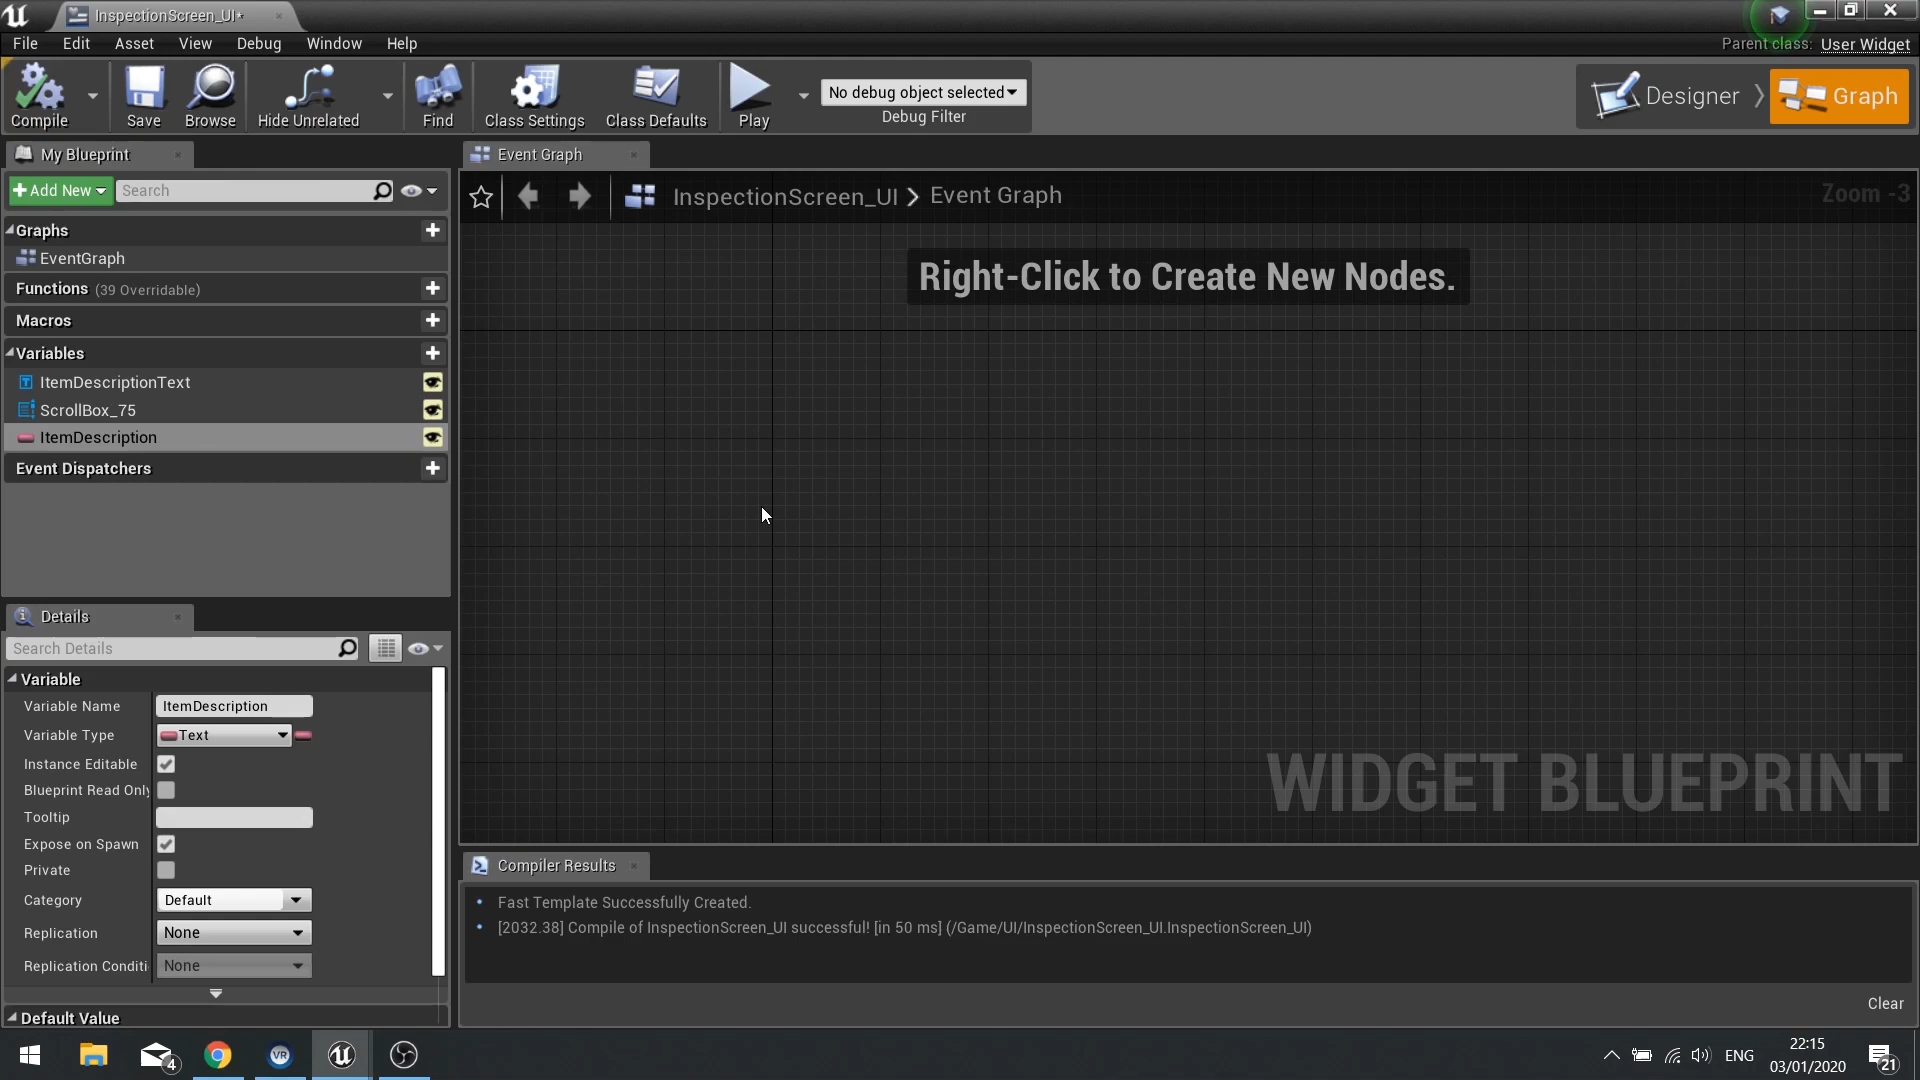 InspectionScreen_UI*
File Edit Asset View Debug Window Help
Parent class: User Widget
Compile Save Browse Hide Unrelated Find Class Settings Class Defaults Play
No debug object selected
Debug Filter
Designer Graph
My Blueprint
Add New Search
Graphs
EventGraph
Functions (39 Overridable)
Macros
Variables
ItemDescriptionText
ScrollBox_75
ItemDescription
Event Dispatchers
Event Graph
InspectionScreen_UI > Event Graph
Zoom -3
Right-Click to Create New Nodes.
WIDGET BLUEPRINT
Details
Search Details
Variable
Variable Name ItemDescription
Variable Type Text
Instance Editable
Blueprint Read Only
Tooltip
Expose on Spawn
Private
Category Default
Replication None
Replication Conditi None
Default Value
Compiler Results
• Fast Template Successfully Created.
• [2032.38] Compile of InspectionScreen_UI successful! [in 50 ms] (/Game/UI/InspectionScreen_UI.InspectionScreen_UI)
Clear
4
VR
ENG
22:15
03/01/2020
21